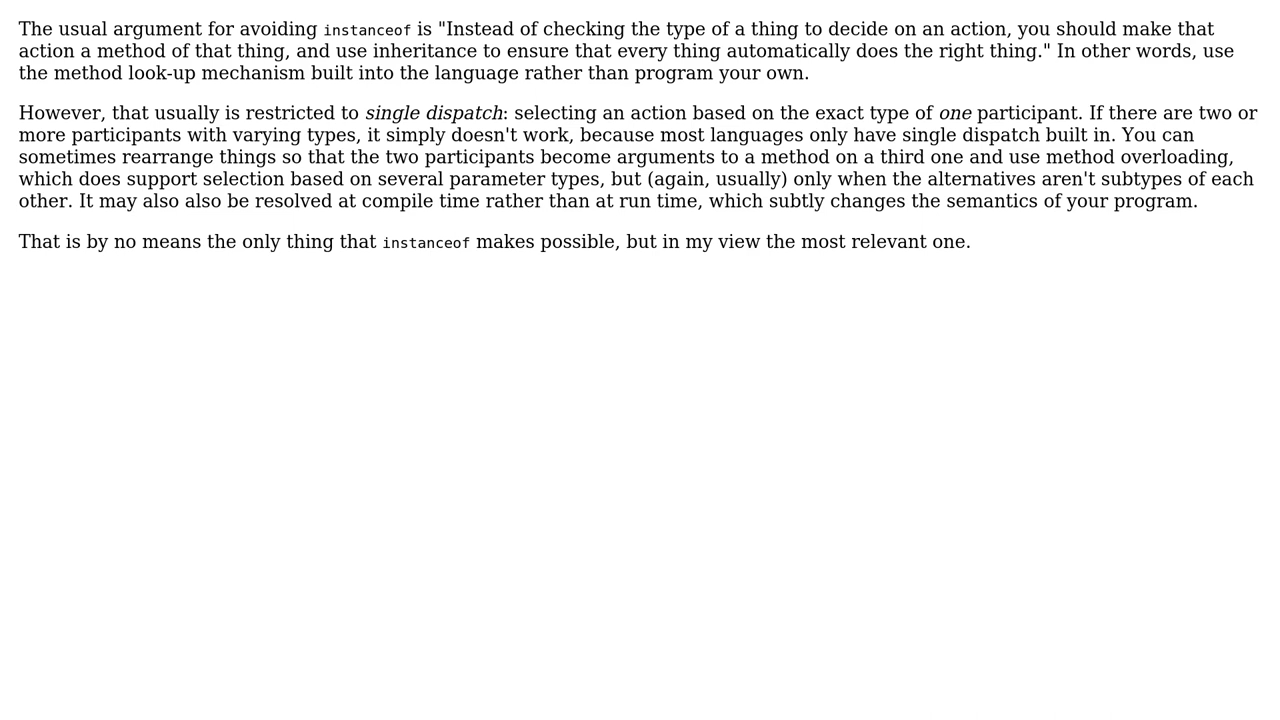 The usual argument for avoiding instanceof is "Instead of checking the type of a thing to decide on an action, you should make that
action a method of that thing, and use inheritance to ensure that every thing automatically does the right thing." In other words, use
the method look-up mechanism built into the language rather than program your own.
However, that usually is restricted to single dispatch: selecting an action based on the exact type of one participant. If there are two or
more participants with varying types, it simply doesn't work, because most languages only have single dispatch built in. You can
sometimes rearrange things so that the two participants become arguments to a method on a third one and use method overloading,
which does support selection based on several parameter types, but (again, usually) only when the alternatives aren't subtypes of each
other. It may also also be resolved at compile time rather than at run time, which subtly changes the semantics of your program.
That is by no means the only thing that instanceof makes possible, but in my view the most relevant one.